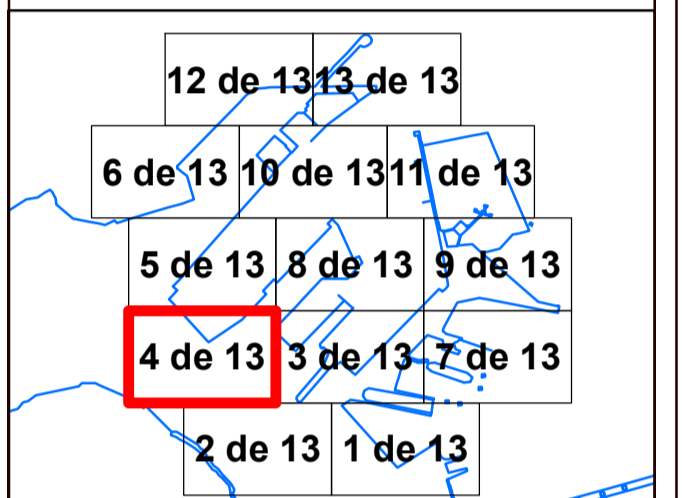 12 de 13 13 de 13
6 de 13 10 de 13 11 de 13
5 de 13 8 de 13 9 de 13
4 de 13 3 de 13 7 de 13
2 de 13 1 de 13